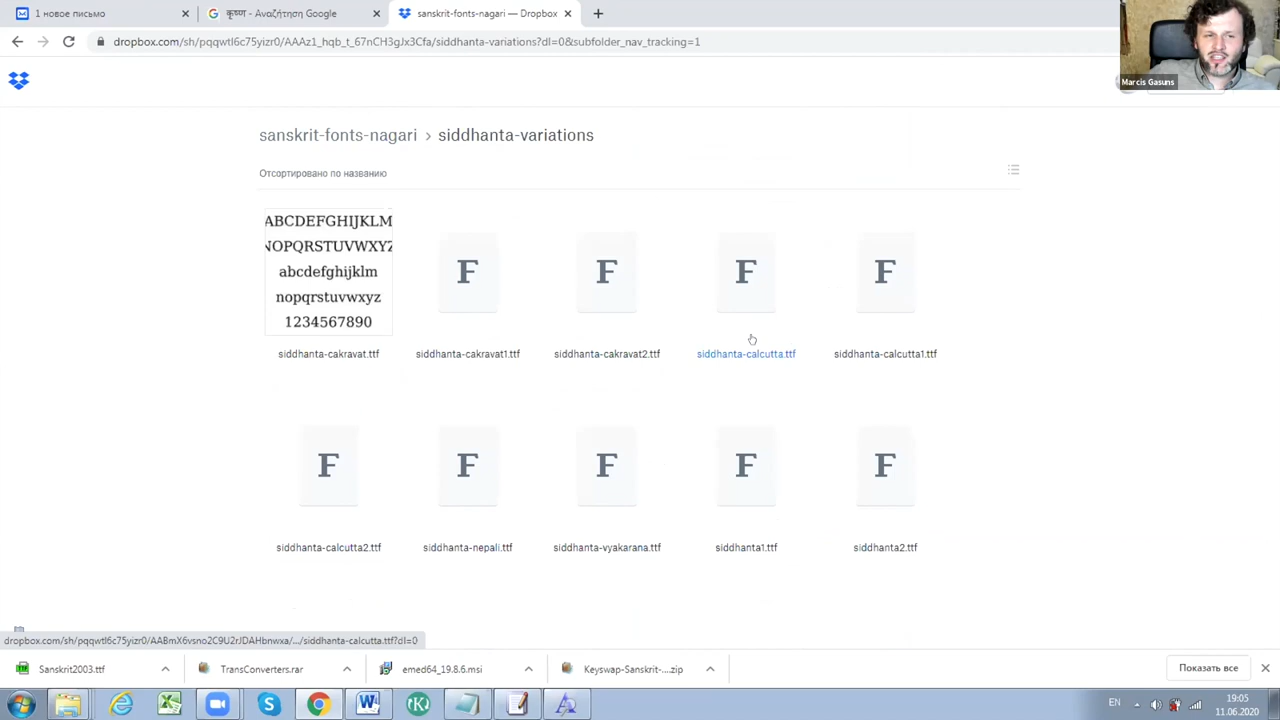 1 новое письмо
कृष्ण - Αναζήτηση Google
sanskrit-fonts-nagari — Dropbox
dropbox.com/sh/pqqwtl6c75yizr0/AAAz1_hqb_t_67nCH3gJx3Cfa/siddhanta-variations?dl=0&subfolder_nav_tracking=1
Marcis Gasuns
sanskrit-fonts-nagari › siddhanta-variations
Отсортировано по названию
ABCDEFGHIJKLM
NOPQRSTUVWXYZ
abcdefghijklm
nopqrstuvwxyz
1234567890
F
F
F
F
siddhanta-cakravat.ttf
siddhanta-cakravat1.ttf
siddhanta-cakravat2.ttf
siddhanta-calcutta.ttf
siddhanta-calcutta1.ttf
F
F
F
F
F
siddhanta-calcutta2.ttf
siddhanta-nepali.ttf
siddhanta-vyakarana.ttf
siddhanta1.ttf
siddhanta2.ttf
dropbox.com/sh/pqqwtl6c75yizr0/AABmX6vsno2C9U2rJDAHbnwxa/.../siddhanta-calcutta.ttf?dl=0
Sanskrit2003.ttf
TransConverters.rar
emed64_19.8.6.msi
Keyswap-Sanskrit-....zip
Показать все
EN
19:05
11.06.2020